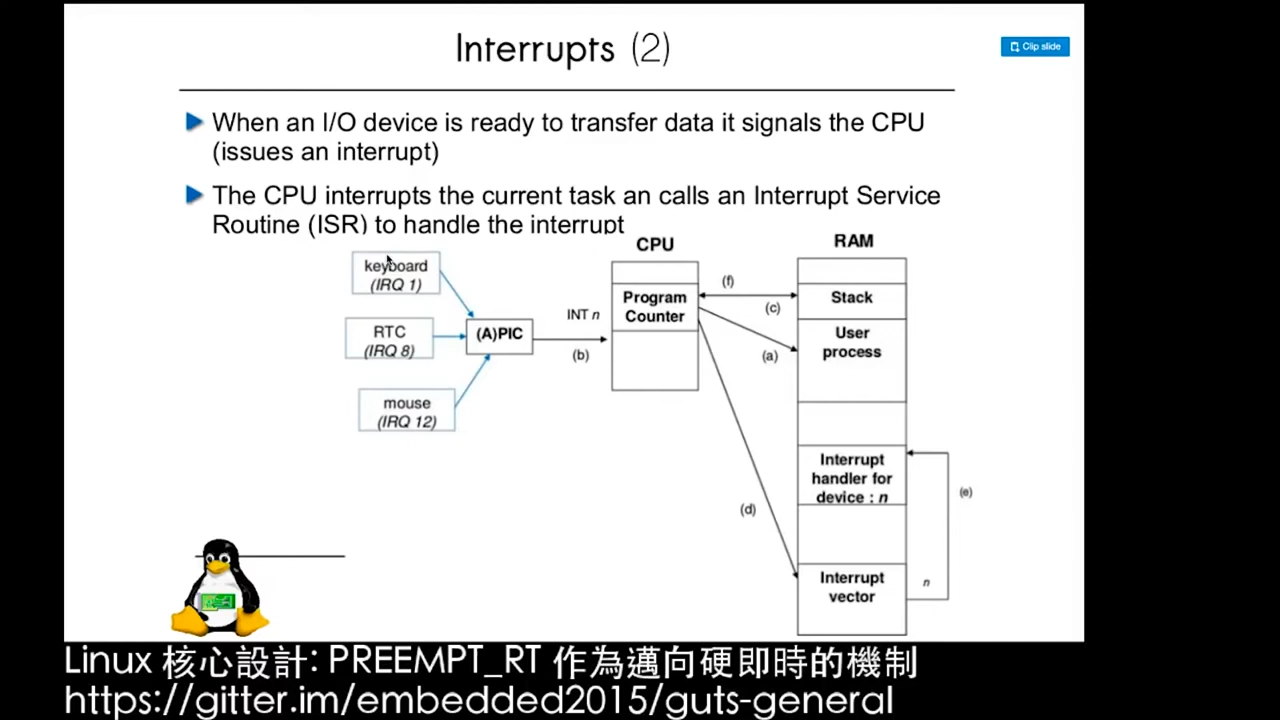 Interrupts (2)
Clip slide
When an I/O device is ready to transfer data it signals the CPU
(issues an interrupt)
The CPU interrupts the current task an calls an Interrupt Service
Routine (ISR) to handle the interrupt
CPU
RAM
keyboard
(IRQ 1)
RTC
(IRQ 8)
mouse
(IRQ 12)
(A)PIC
INT n
(b)
Program
Counter
(f)
(c)
(a)
(d)
Stack
User
process
Interrupt
handler for
device : n
(e)
Interrupt
vector
n
Linux 核心設計: PREEMPT_RT 作為邁向硬即時的機制
https://gitter.im/embedded2015/guts-general